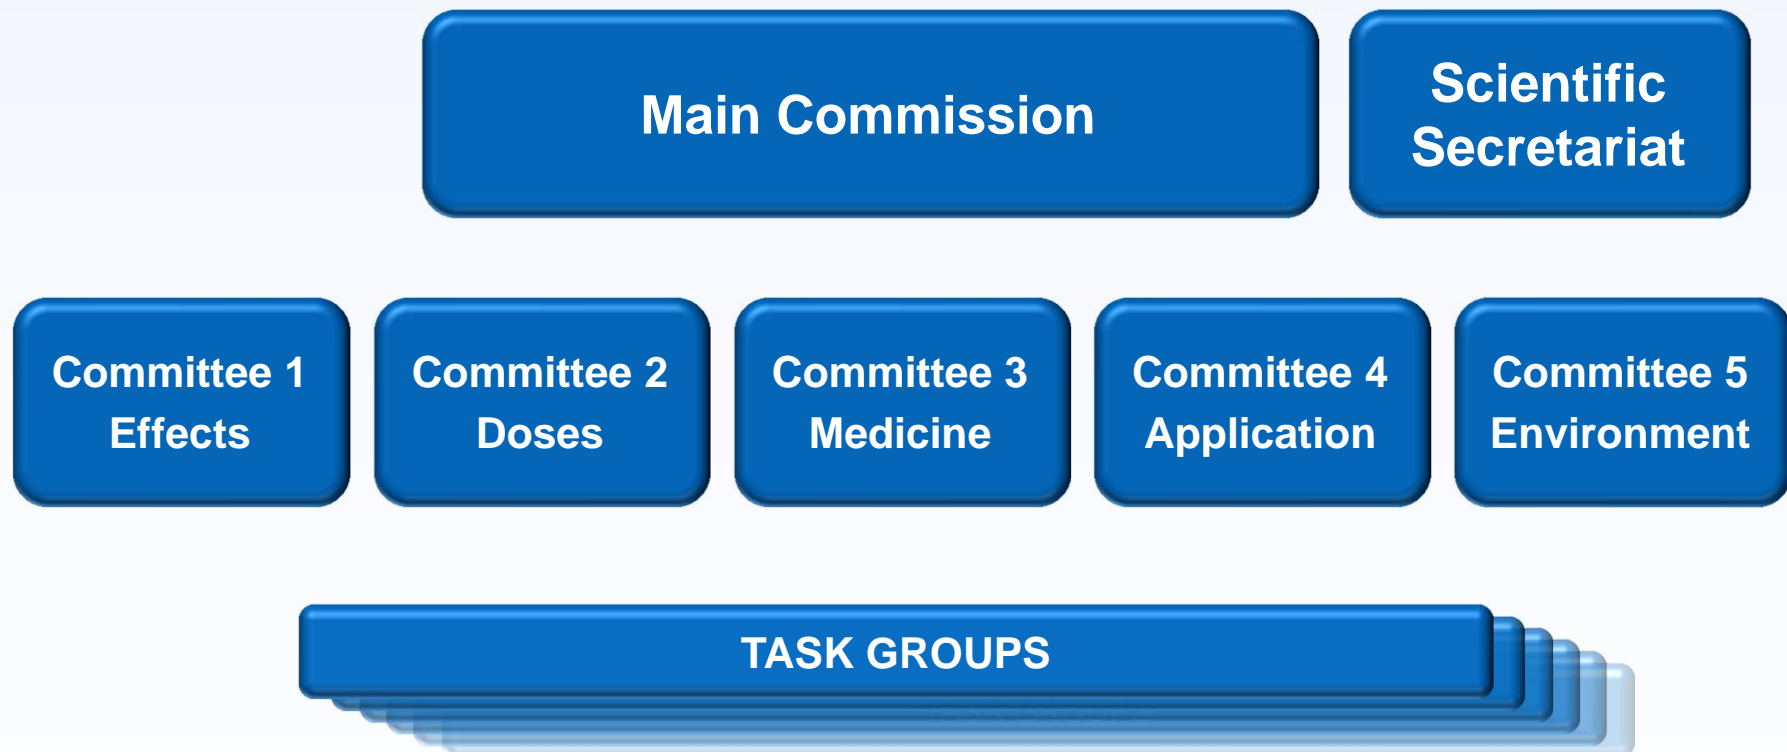 Main Commission
Scientific
Secretariat
Committee 1
Effects
Committee 2
Doses
Committee 3
Medicine
Committee 4
Application
Committee 5
Environment
TASK GROUPS